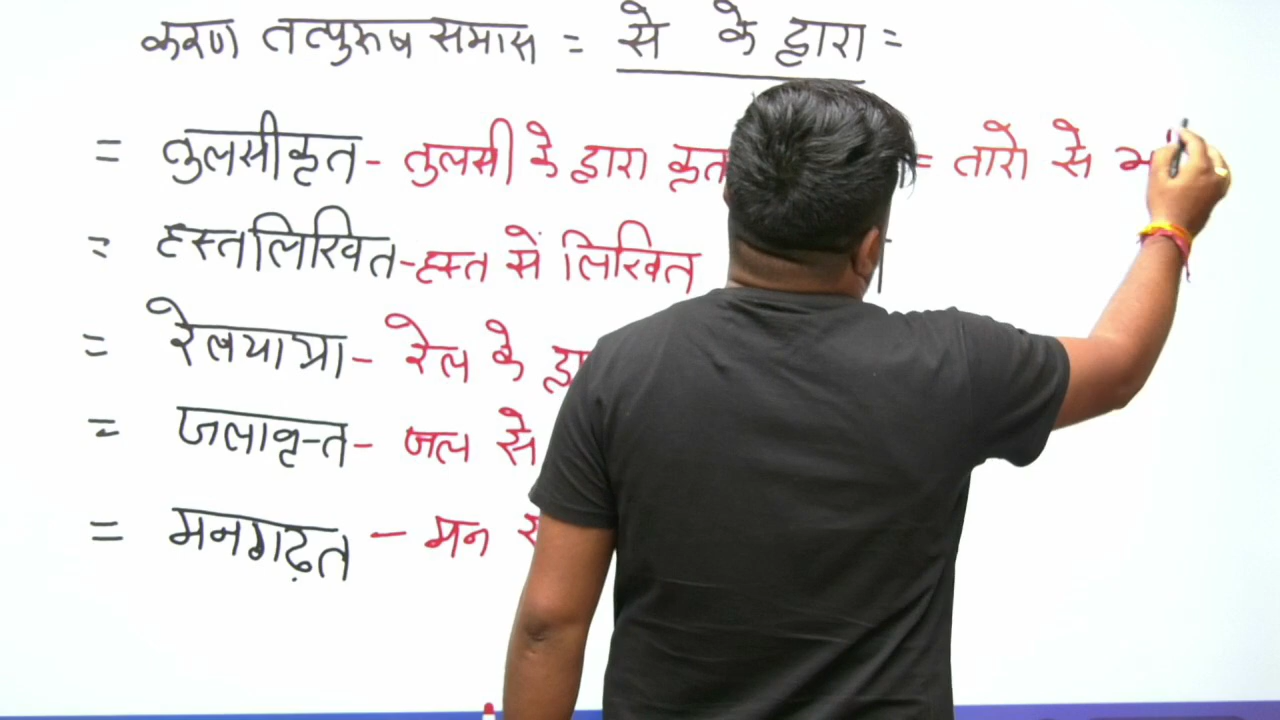 करण तत्पुरुष समास = से के द्वारा =
= तुलसीकृत - तुलसी के द्वारा कृत = तारो से
= हस्तलिखित - हस्त सें लिखित
= रेलयात्रा - रेल के
= जलावृन्त - जल से
= मनगढ़त - मन